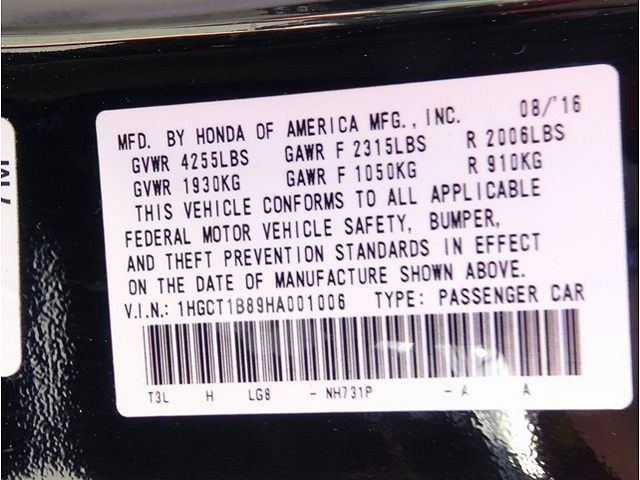 MFD. BY HONDA OF AMERICA MFG., INC. 08/'16
GVWR 4255LBS GAWR F 2315LBS R 2006LBS
GVWR 1930KG GAWR F 1050KG R 910KG
THIS VEHICLE CONFORMS TO ALL APPLICABLE
FEDERAL MOTOR VEHICLE SAFETY, BUMPER,
AND THEFT PREVENTION STANDARDS IN EFFECT
ON THE DATE OF MANUFACTURE SHOWN ABOVE.
V.I.N.: 1HGCT1B89HA001006 TYPE: PASSENGER CAR
T3L H LG8 - NH731P - A A